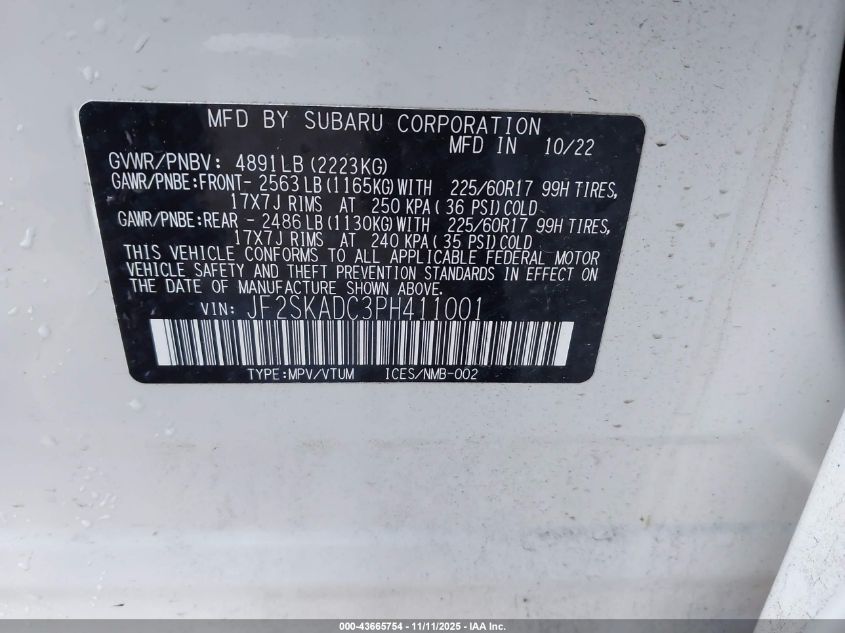 MFD BY SUBARU CORPORATION
MFD IN 10/22
GVWR/PNBV: 4891LB (2223KG)
GAWR/PNBE:FRONT- 2563 LB (1165KG) WITH 225/60R17 99H TIRES,
17X7J RIMS AT 250 KPA (36 PSI) COLD
GAWR/PNBE:REAR - 2486 LB (1130KG) WITH 225/60R17 99H TIRES,
17X7J RIMS AT 240 KPA (35 PSI) COLD
THIS VEHICLE CONFORMS TO ALL APPLICABLE FEDERAL MOTOR
VEHICLE SAFETY AND THEFT PREVENTION STANDARDS IN EFFECT ON
THE DATE OF MANUFACTURE SHOWN ABOVE.
VIN: JF2SKADC3PH411001
TYPE:MPV/VTUM ICES/NMB-002
000-43665754 - 11/11/2025 - IAA Inc.